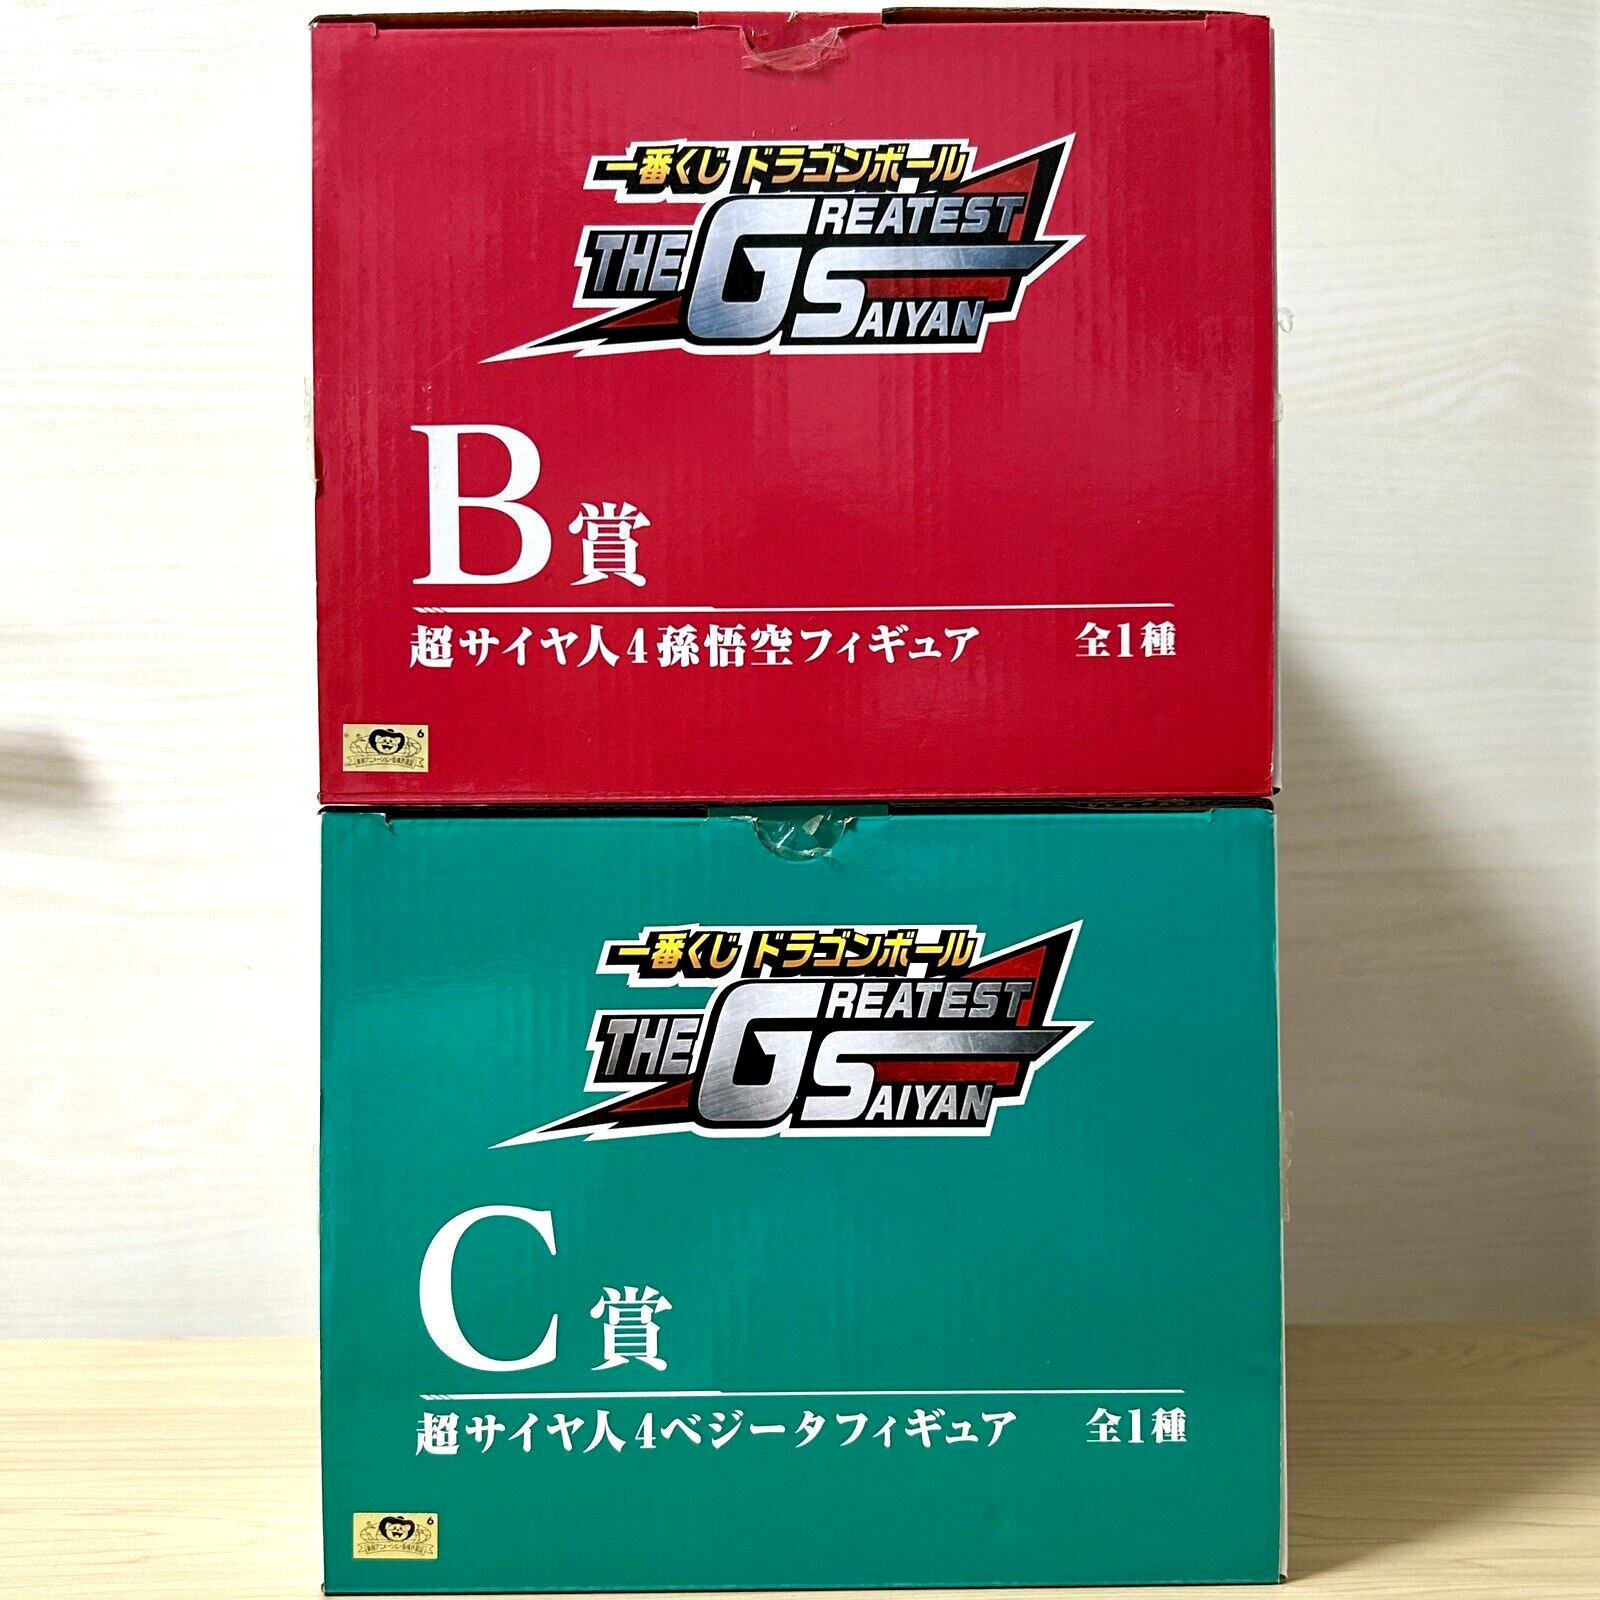 一番くじ ドラゴンボール
THE GREATEST SAIYAN
B賞
超サイヤ人4孫悟空フィギュア 全1種
6
一番くじ ドラゴンボール
THE GREATEST SAIYAN
C賞
超サイヤ人4ベジータフィギュア 全1種
6